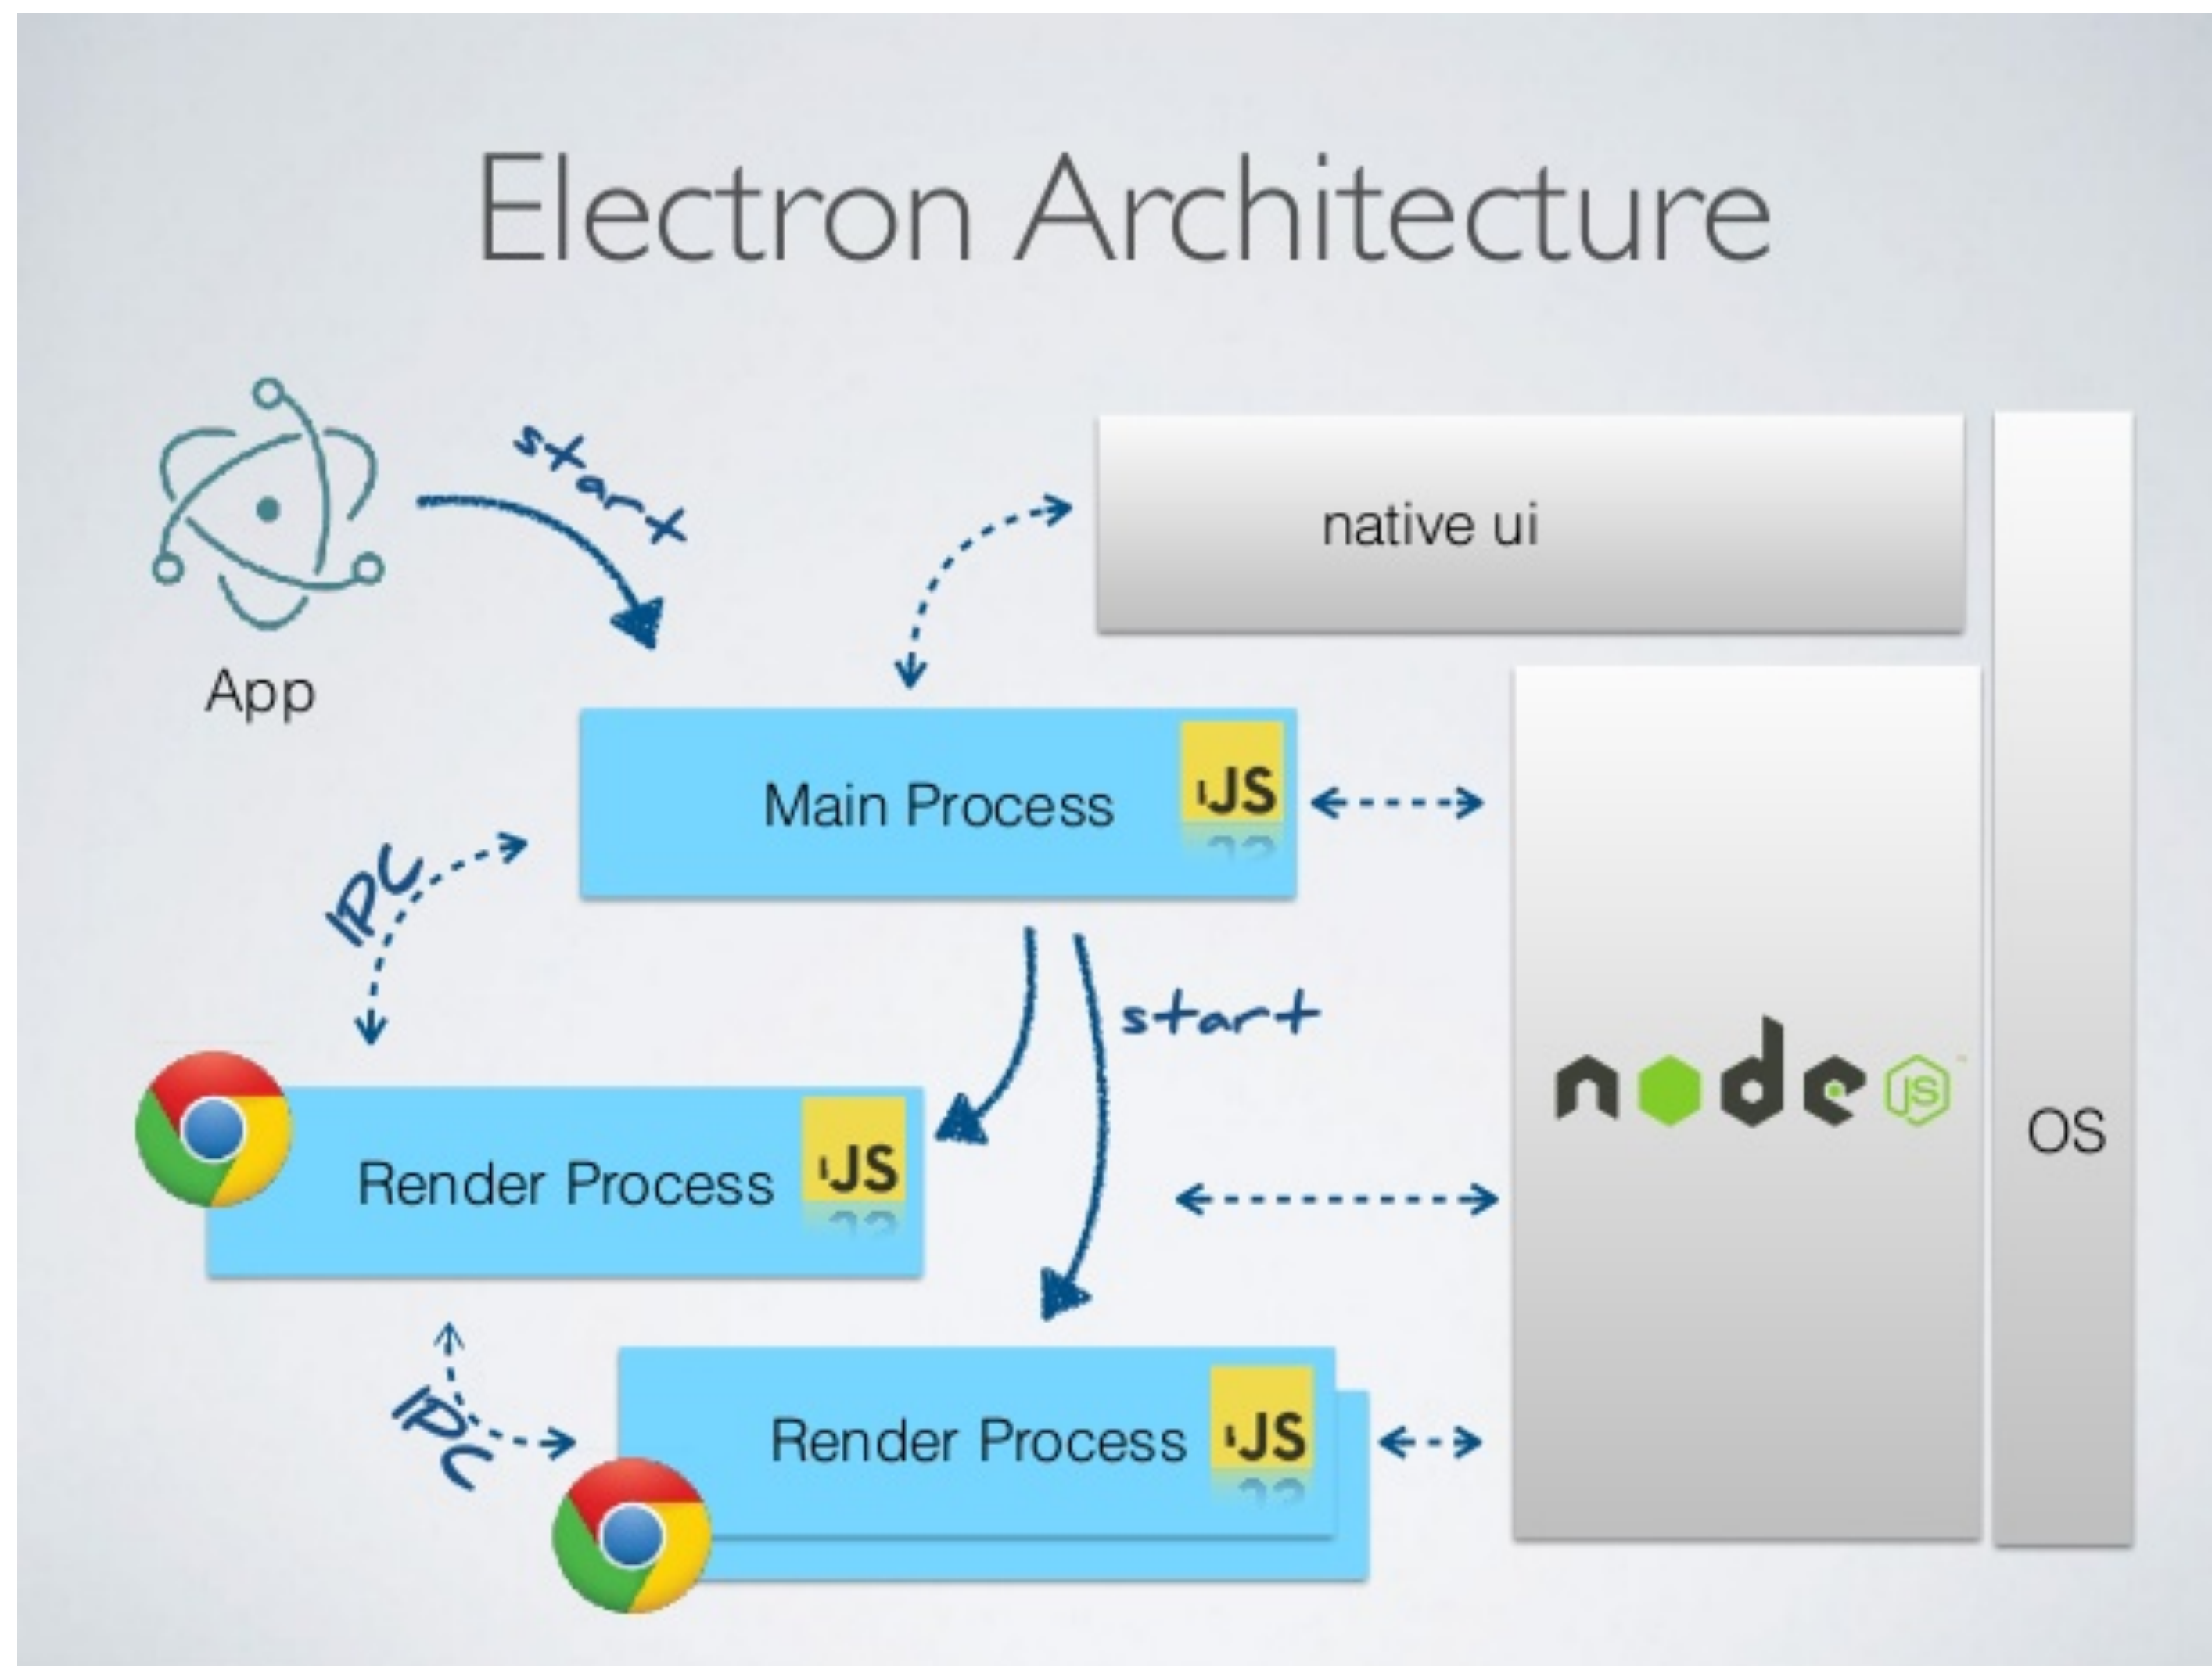 Electron Architecture
start
native ui
App
Main Process
JS
IPC
start
node
JS
OS
Render Process
JS
IPC
Render Process
JS